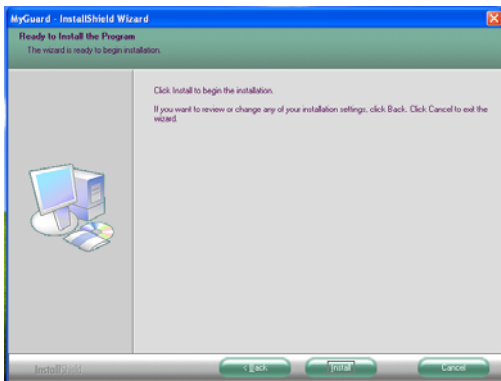 MyGuard - InstallShield Wizard
Ready to Install the Program
The wizard is ready to begin installation.
Click Install to begin the installation.
If you want to review or change any of your installation settings, click Back. Click Cancel to exit the
wizard.
InstallShield
< Back
Install
Cancel